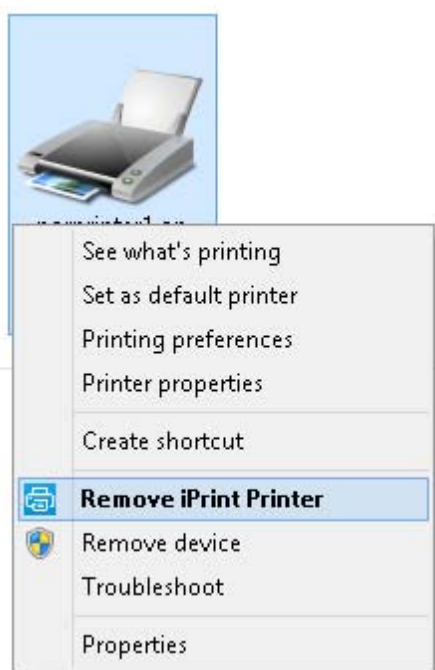 See what's printing
Set as default printer
Printing preferences
Printer properties
Create shortcut
Remove iPrint Printer
Remove device
Troubleshoot
Properties